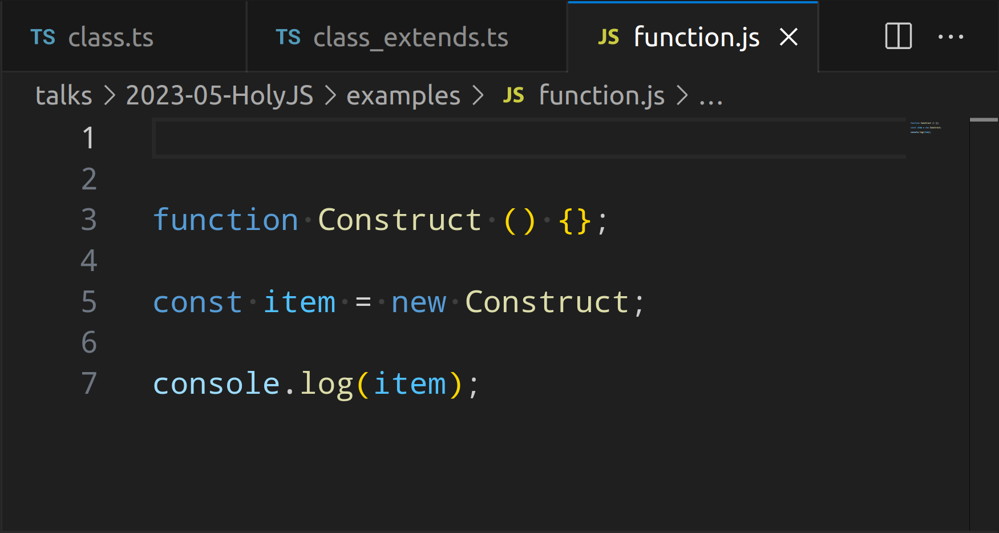 TS class.ts TS class_extends.ts JS function.js
talks > 2023-05-HolyJS > examples > JS function.js > ...
1
2
3 function Construct () {};
4
5 const item = new Construct;
6
7 console.log(item);